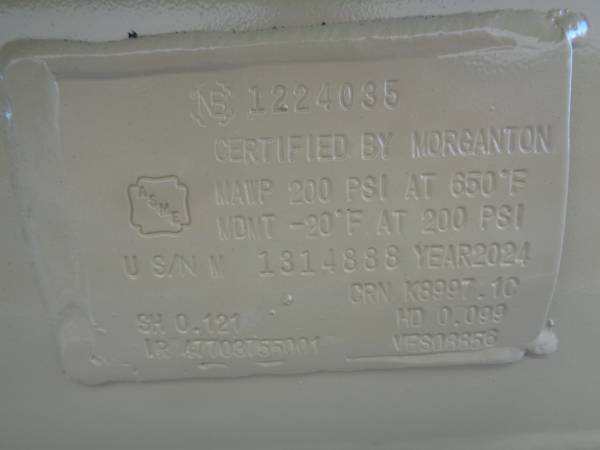 NB 1224035
CERTIFIED BY MORGANTON
ASME
MAWP 200 PSI AT 650°F
MDMT -20°F AT 200 PSI
U S/N M 1314888 YEAR2024
CRN K8997.1C
SH 0.121 HD 0.099